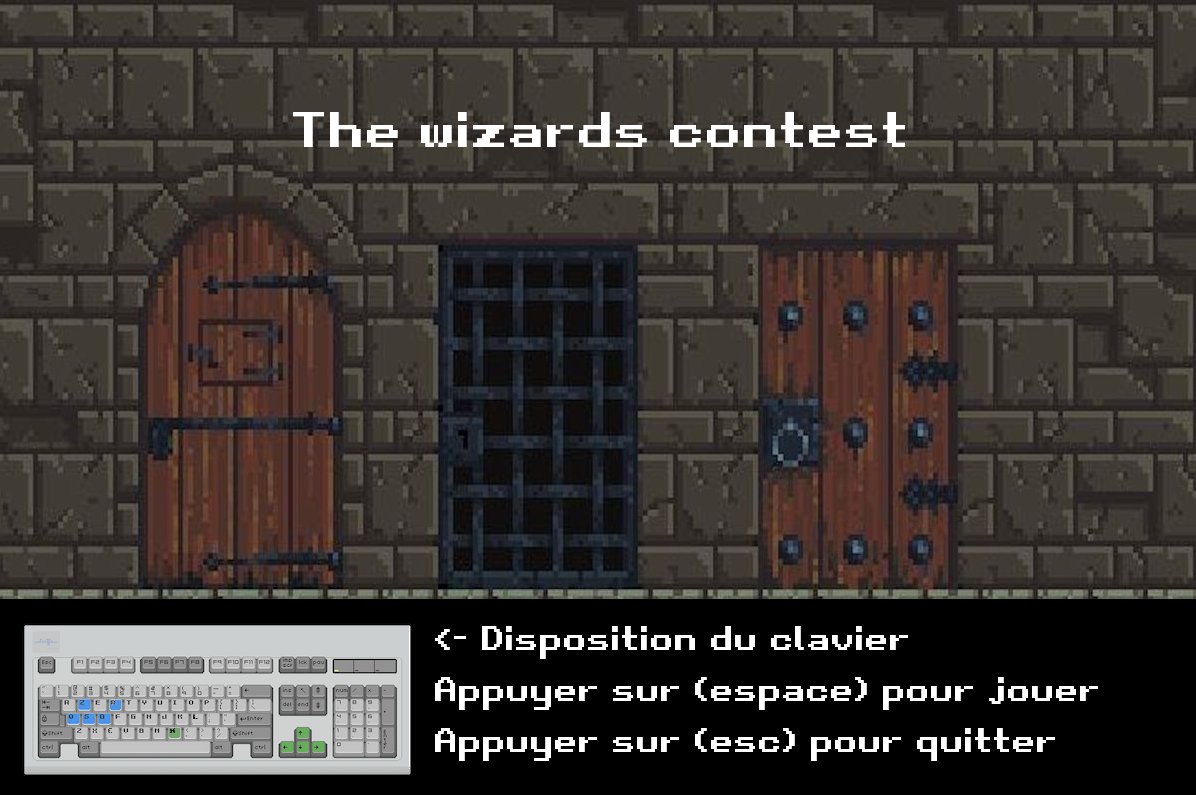 The wizards contest
<- Disposition du clavier
Appuyer sur (espace) pour jouer
Appuyer sur (esc) pour quitter